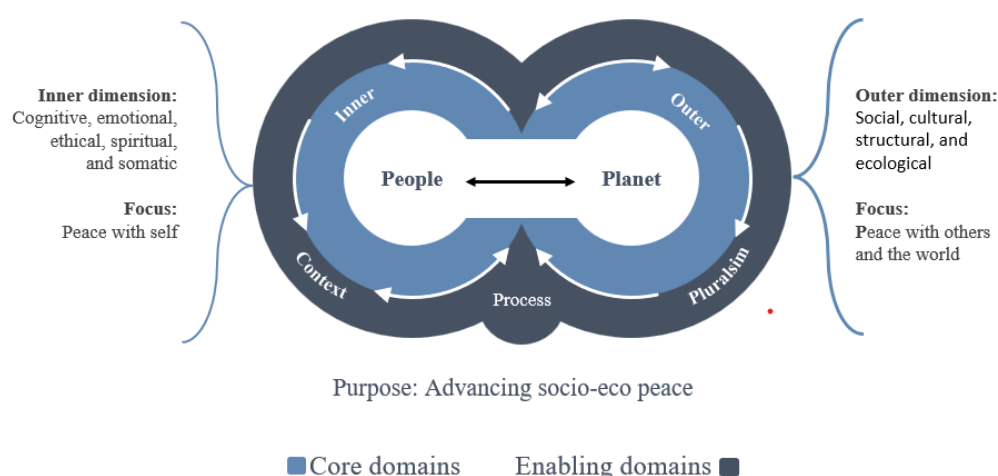 Inner dimension:
Cognitive, emotional,
ethical, spiritual,
and somatic
Focus:
Peace with self
Inner
Outer
People
Planet
Context
Process
Pluralsim
Outer dimension:
Social, cultural,
structural, and
ecological
Focus:
Peace with others
and the world
Purpose: Advancing socio-eco peace
Core domains
Enabling domains